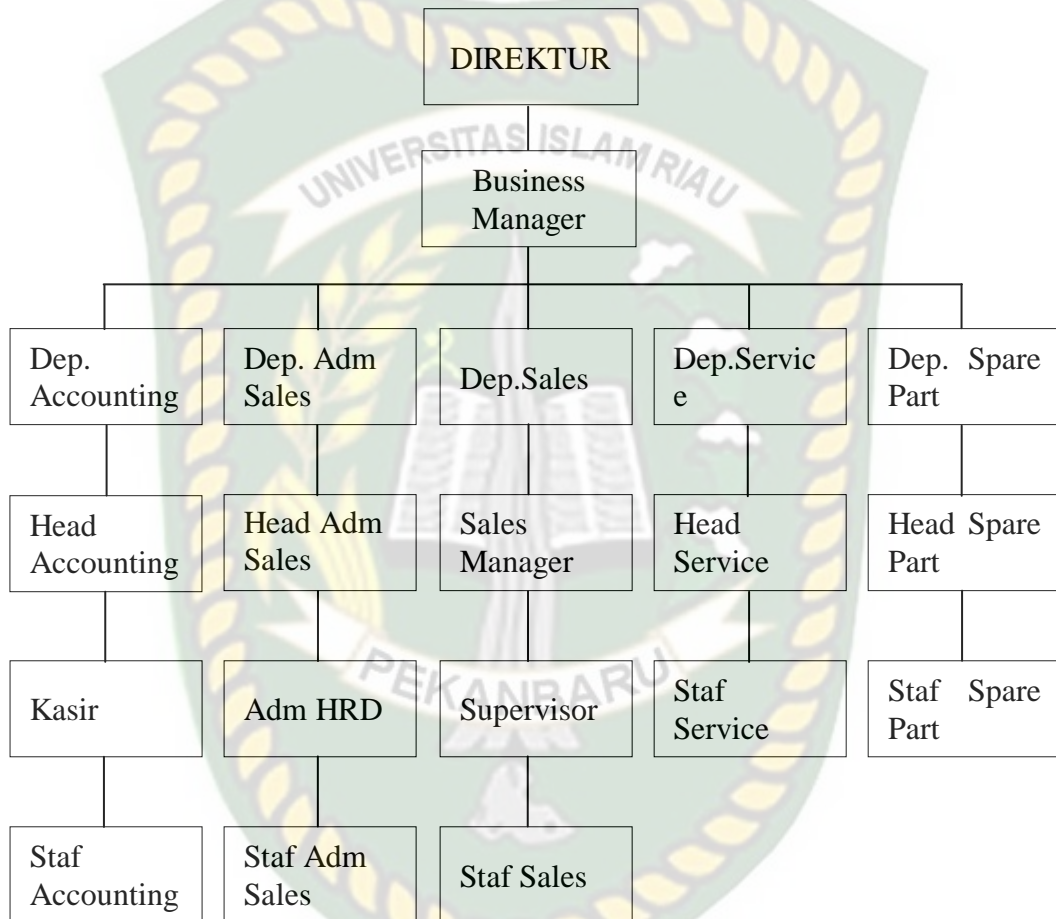 DIREKTUR
UNIVERSITAS ISLAM RIAU
Business
Manager
Dep.
Accounting
Dep. Adm
Sales
Dep.Sales
Dep.Servic
e
Dep. Spare
Part
Head
Accounting
Head Adm
Sales
Sales
Manager
Head
Service
Head Spare
Part
PEKANBARU
Kasir
Adm HRD
Supervisor
Staf
Service
Staf Spare
Part
Staf
Accounting
Staf Adm
Sales
Staf Sales